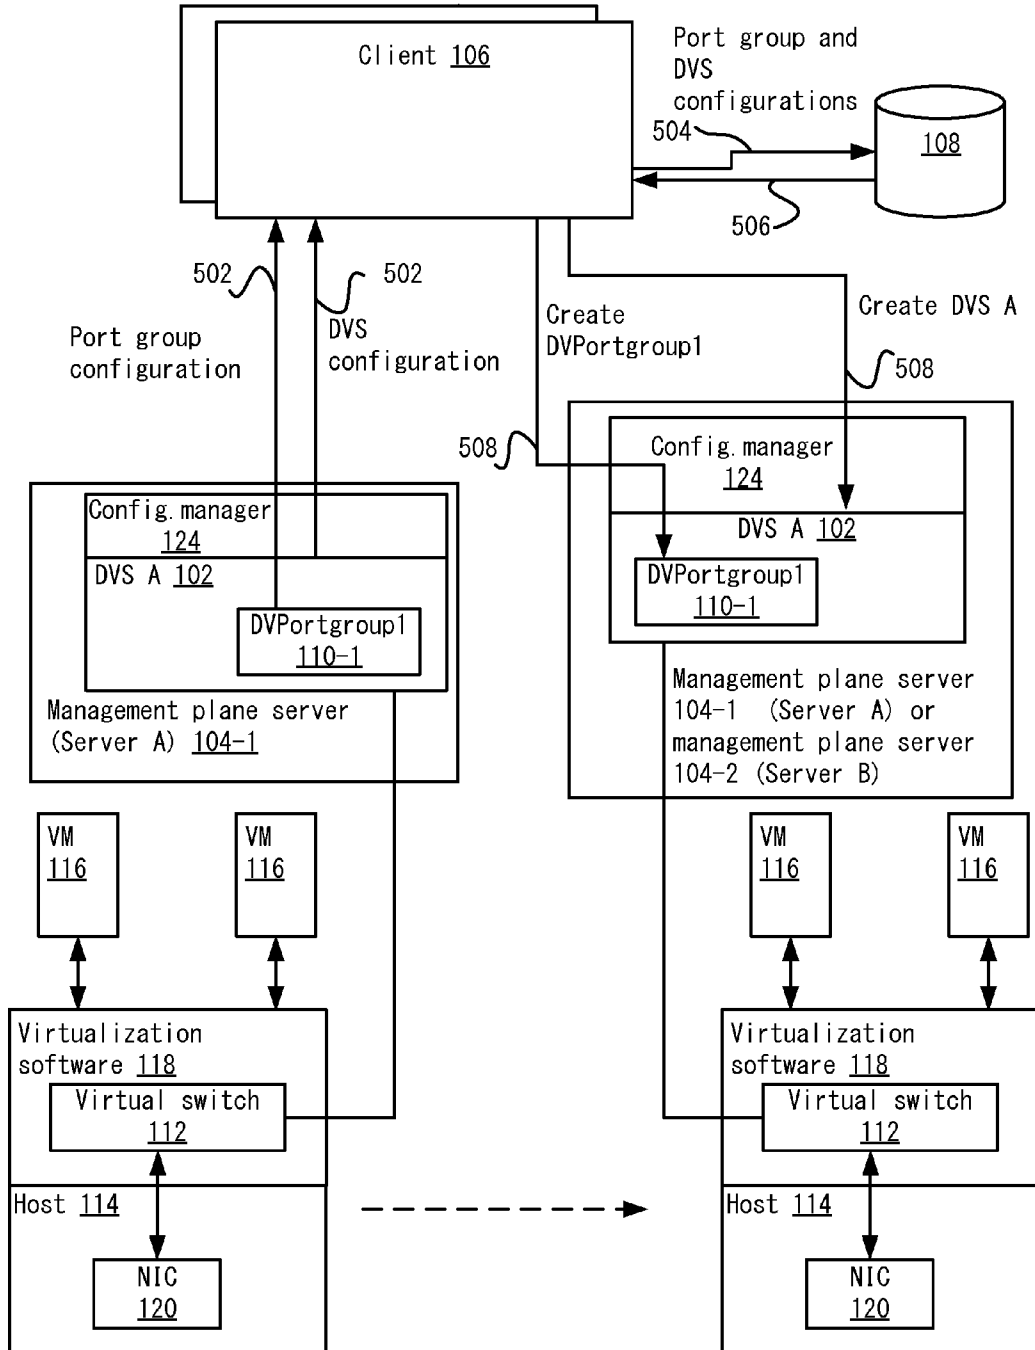 Client 106
Port group and
DVS
configurations
504
108
506
502
502
Port group
configuration
DVS
configuration
Create
DVPortgroup1
Create DVS A
508
508
Config.manager
124
DVS A 102
DVPortgroup1
110-1
Management plane server
(Server A) 104-1
Config.manager
124
DVS A 102
DVPortgroup1
110-1
Management plane server
104-1 (Server A) or
management plane server
104-2 (Server B)
VM
116
VM
116
VM
116
VM
116
Virtualization
software 118
Virtual switch
112
Host 114
NIC
120
Virtualization
software 118
Virtual switch
112
Host 114
NIC
120